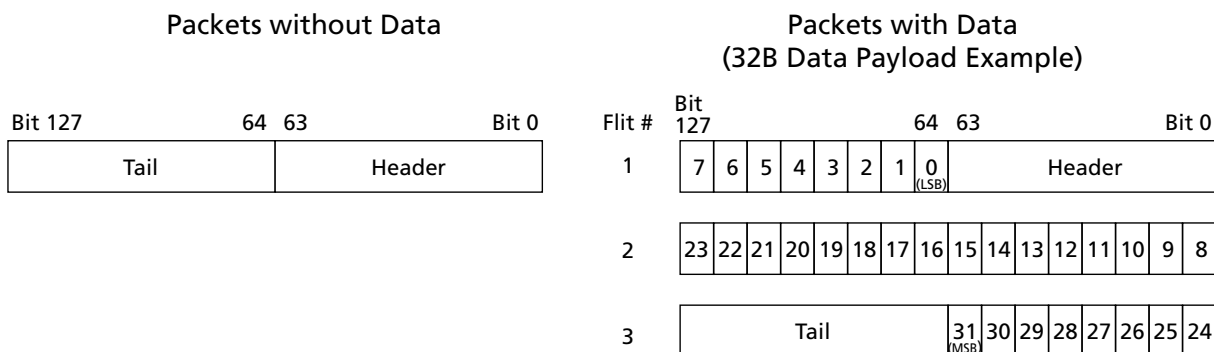 Packets without Data
Bit 127 64 63 Bit 0
Tail Header
Packets with Data
(32B Data Payload Example)
Flit # Bit 127 64 63 Bit 0
1 7 6 5 4 3 2 1 0 (LSB) Header
2 23 22 21 20 19 18 17 16 15 14 13 12 11 10 9 8
3 Tail 31 (MSB) 30 29 28 27 26 25 24